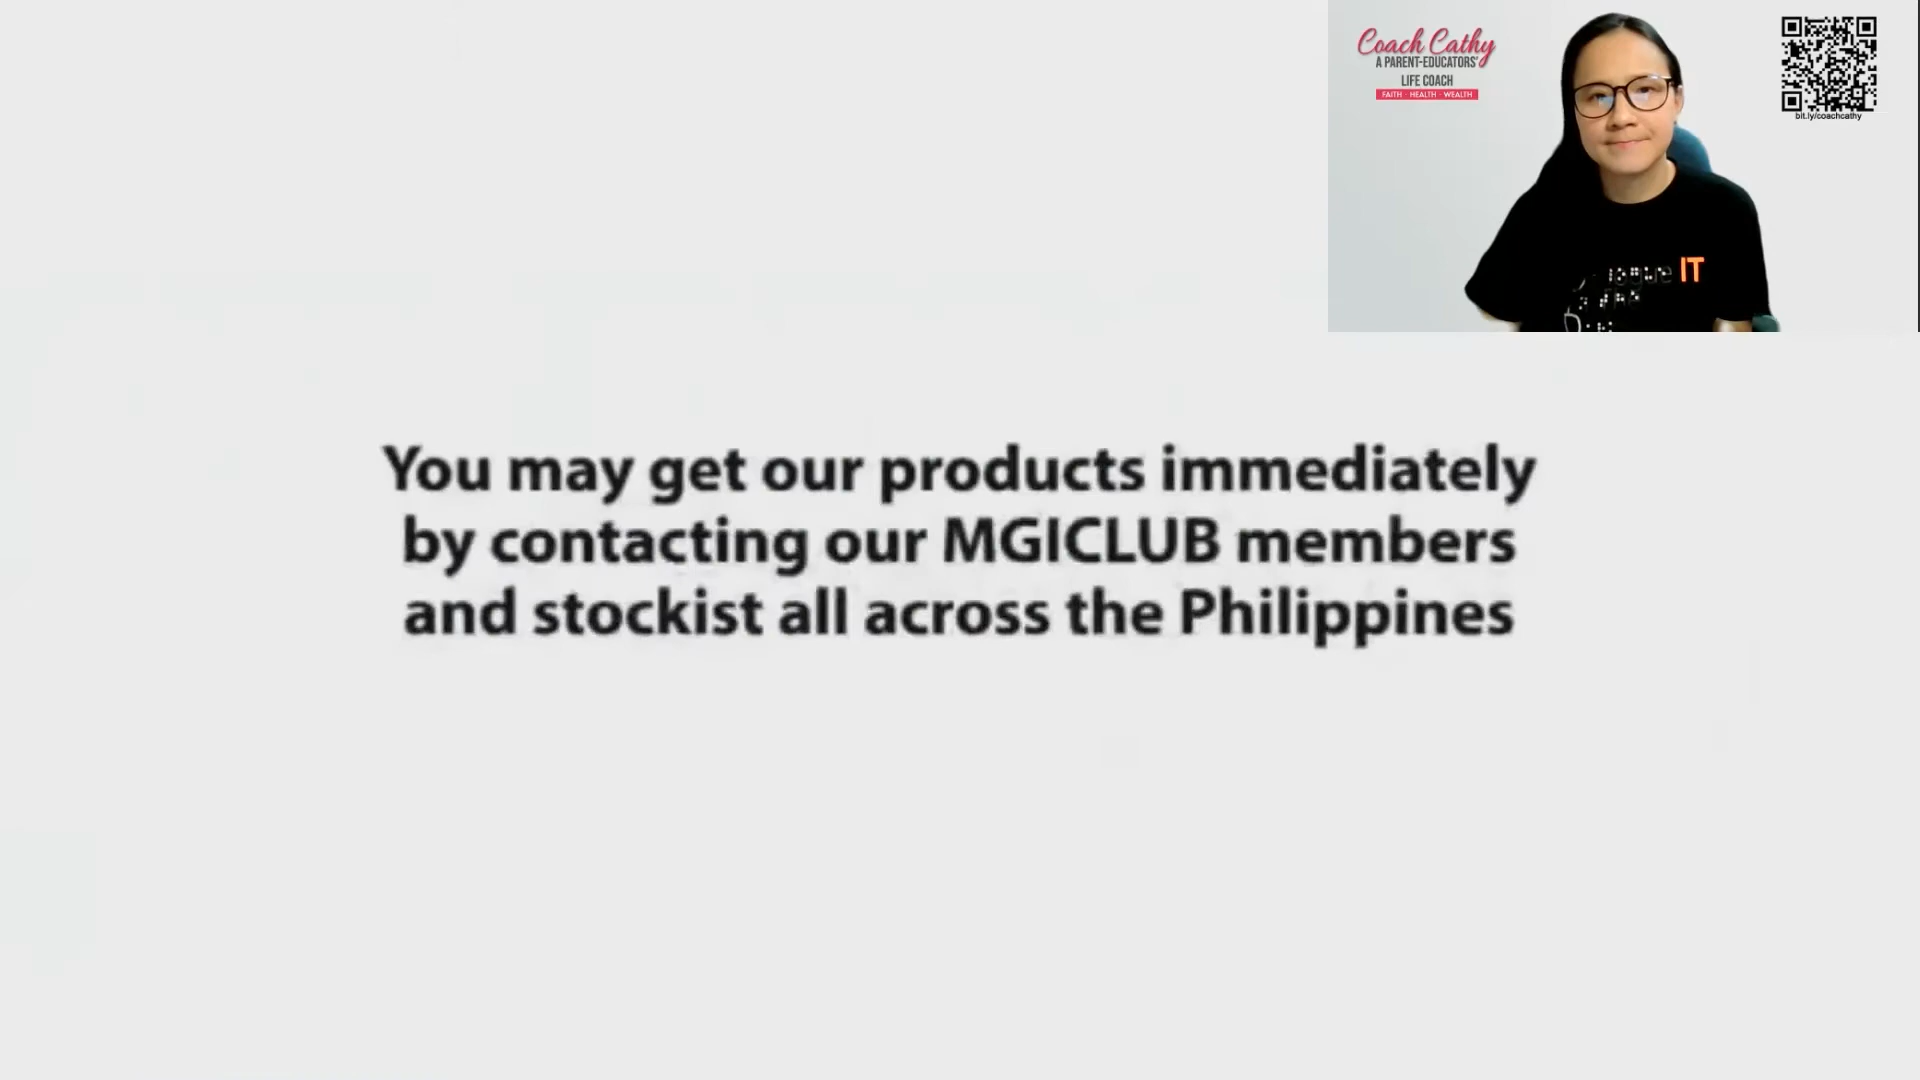 Coach Cathy
A PARENT-EDUCATORS'
LIFE COACH
FAITH - HEALTH - WEALTH
bit.ly/coachcathy
IT
You may get our products immediately
by contacting our MGICLUB members
and stockist all across the Philippines